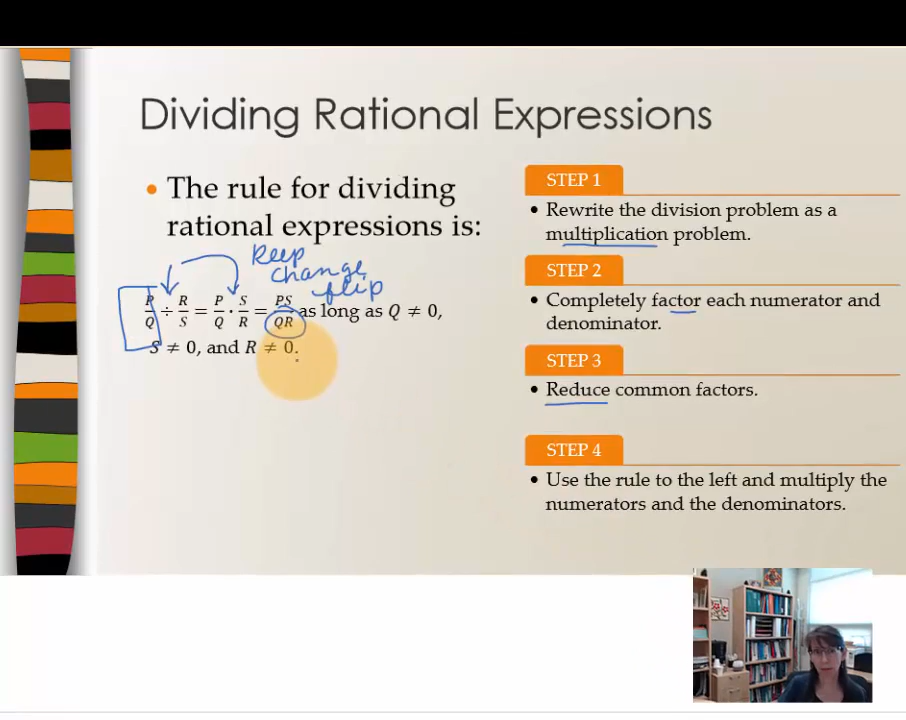 Dividing Rational Expressions
• The rule for dividing
rational expressions is:
Keep
change
flip
P/Q ÷ R/S = P/Q · S/R = PS/QR as long as Q ≠ 0,
S ≠ 0, and R ≠ 0.
STEP 1
• Rewrite the division problem as a
multiplication problem.
STEP 2
• Completely factor each numerator and
denominator.
STEP 3
• Reduce common factors.
STEP 4
• Use the rule to the left and multiply the
numerators and the denominators.